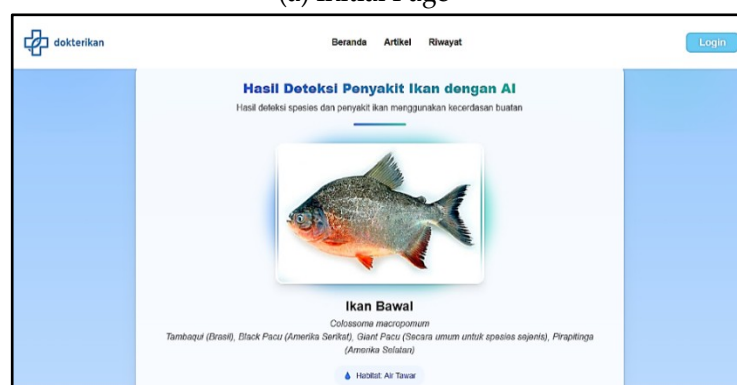 (a) Initial Page
dokterikan
Beranda Artikel Riwayat
Login
Hasil Deteksi Penyakit Ikan dengan AI
Hasil deteksi spesies dan penyakit ikan menggunakan kecerdasan buatan
Ikan Bawal
Colossoma macropomum
Tambaqui (Brasil), Black Pacu (Amerika Serikat), Giant Pacu (Secara umum untuk spesies sejenis), Pirapitinga
(Amerika Selatan)
Habitat: Air Tawar